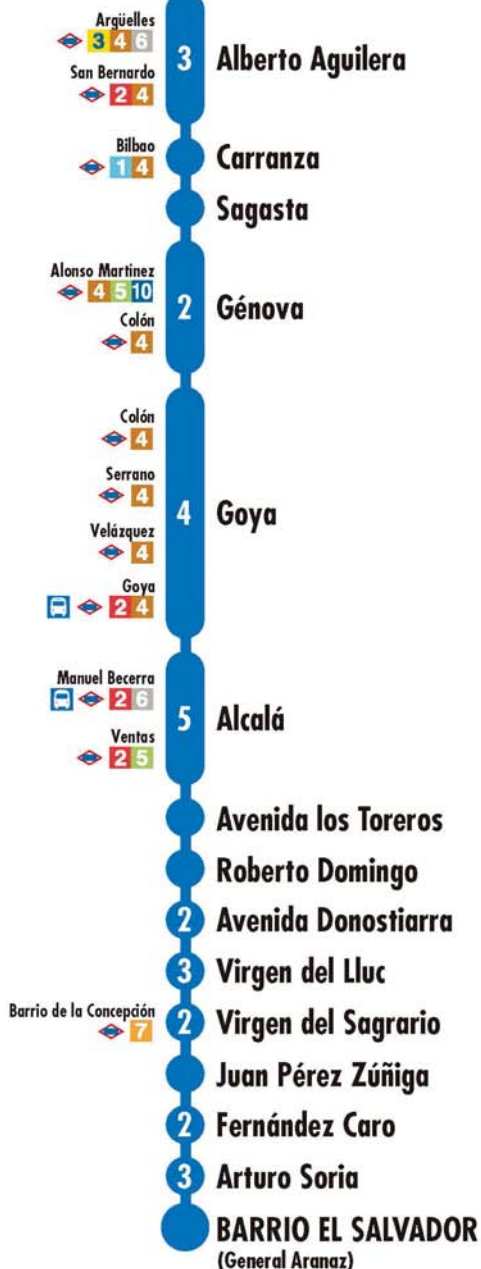 Argüelles
3 4 6
3
Alberto Aguilera
San Bernardo
2 4
Bilbao
1 4
Carranza
Sagasta
Alonso Martínez
4 5 10
2
Génova
Colón
4
Colón
4
Serrano
4
4
Goya
Velázquez
4
Goya
2 4
Manuel Becerra
2 6
5
Alcalá
Ventas
2 5
Avenida los Toreros
Roberto Domingo
2
Avenida Donostiarra
3
Virgen del Lluc
Barrio de la Concepción
7
2
Virgen del Sagrario
Juan Pérez Zúñiga
2
Fernández Caro
3
Arturo Soria
BARRIO EL SALVADOR
(General Aranaz)